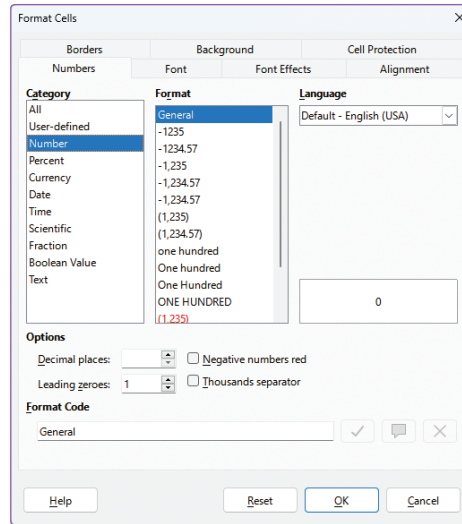 Format Cells
Borders Background Cell Protection
Numbers Font Font Effects Alignment
Category
All
User-defined
Number
Percent
Currency
Date
Time
Scientific
Fraction
Boolean Value
Text
Format
General
-1235
-1234.57
-1,235
-1,234.57
-1,234.57
(1,235)
(1,234.57)
one hundred
One hundred
One Hundred
ONE HUNDRED
(1,235)
Language
Default - English (USA)
0
Options
Decimal places:
Negative numbers red
Leading zeroes: 1
Thousands separator
Format Code
General
Help Reset OK Cancel